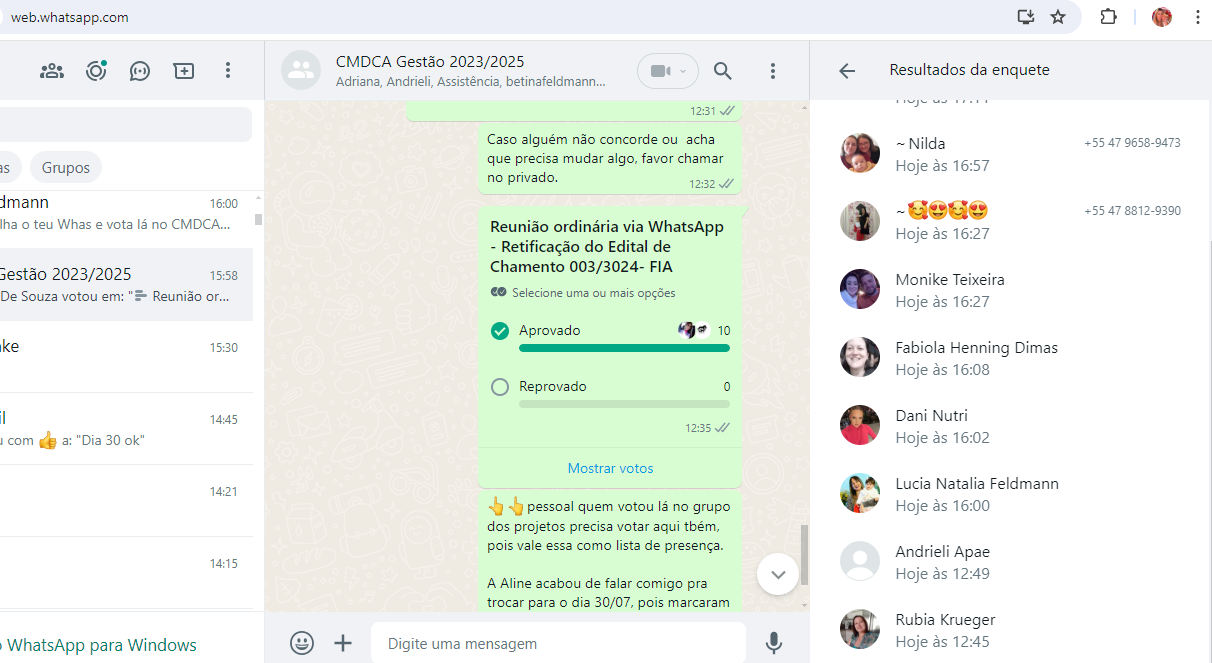 web.whatsapp.com
as
Grupos
dmann
16:00
lha o teu Whas e vota lá no CMDCA...
Gestão 2023/2025
15:58
De Souza votou em: " Reunião or...
ke
15:30
il
14:45
u com 👍 a: "Dia 30 ok"
14:21
14:15
o WhatsApp para Windows
CMDCA Gestão 2023/2025
Adriana, Andrieli, Assistência, betinafeldmann...
12:31
Caso alguém não concorde ou acha
que precisa mudar algo, favor chamar
no privado.
12:32
Reunião ordinária via WhatsApp
- Retificação do Edital de
Chamento 003/3024- FIA
Selecione uma ou mais opções
Aprovado
10
Reprovado
0
12:35
Mostrar votos
👆👆pessoal quem votou lá no grupo
dos projetos precisa votar aqui tbém,
pois vale essa como lista de presença.
A Aline acabou de falar comigo pra
trocar para o dia 30/07, pois marcaram
Digite uma mensagem
Resultados da enquete
Hoje às
~ Nilda
+55 47 9658-9473
Hoje às 16:57
~🥰😍🥰😍
+55 47 8812-9390
Hoje às 16:27
Monike Teixeira
Hoje às 16:27
Fabiola Henning Dimas
Hoje às 16:08
Dani Nutri
Hoje às 16:02
Lucia Natalia Feldmann
Hoje às 16:00
Andrieli Apae
Hoje às 12:49
Rubia Krueger
Hoje às 12:45